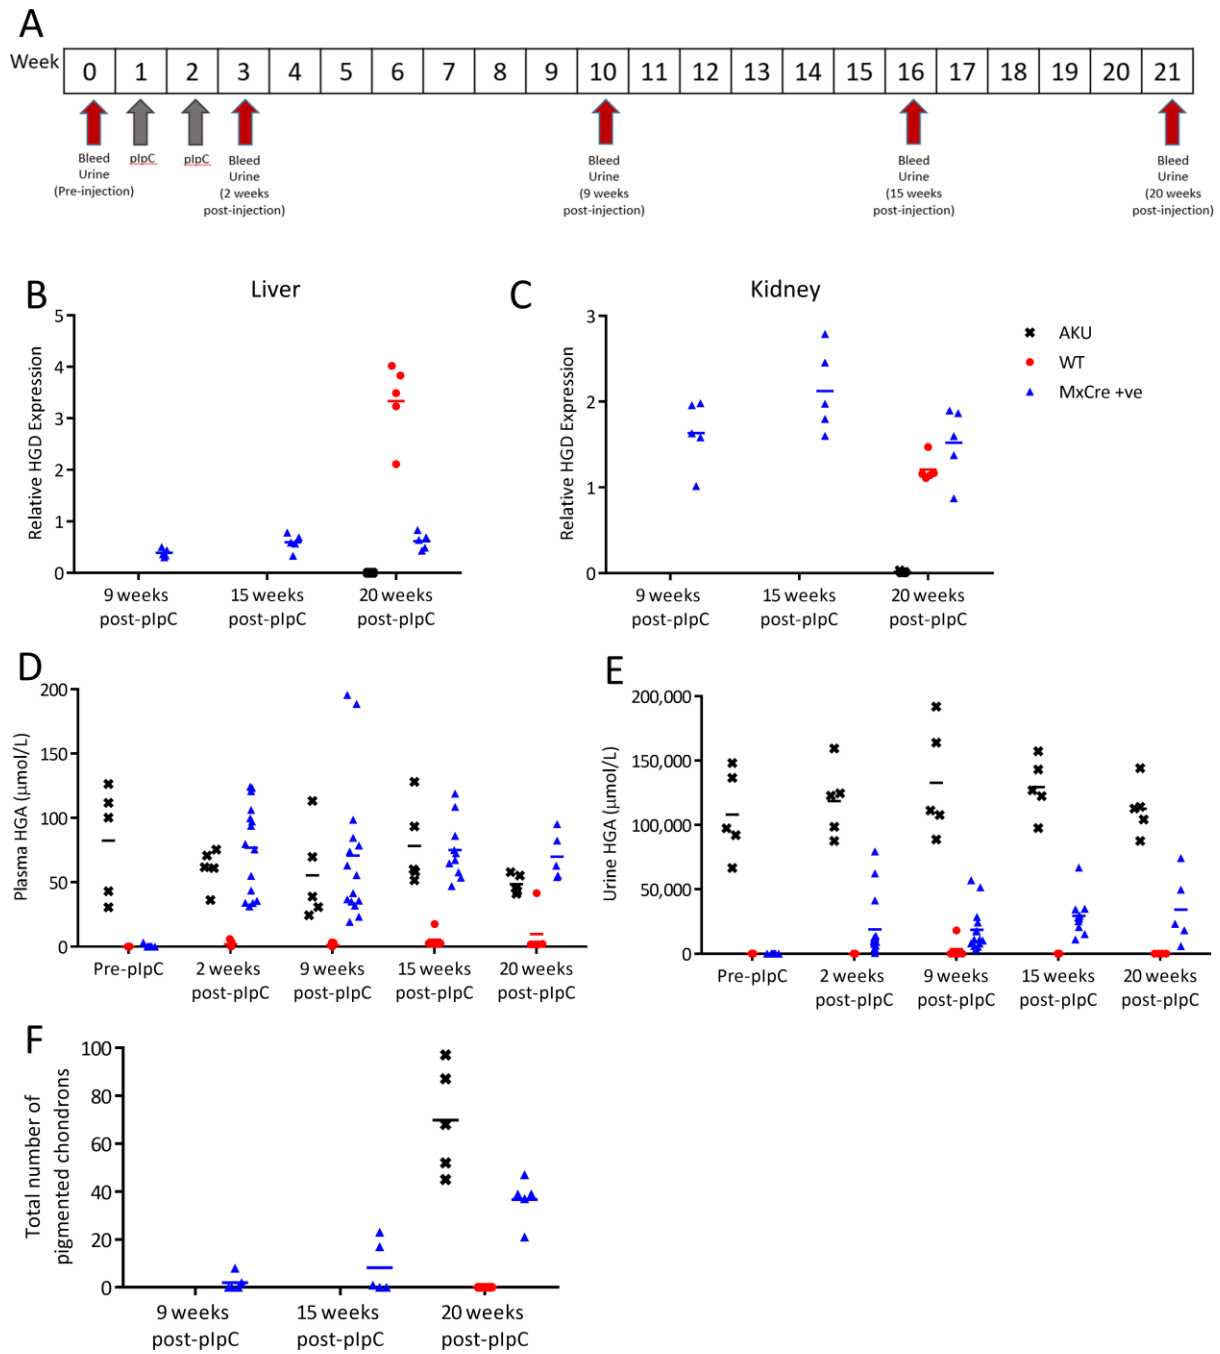 A
Week 0 1 2 3 4 5 6 7 8 9 10 11 12 13 14 15 16 17 18 19 20 21
Bleed
Urine
(Pre-injection)
pIpC
pIpC
Bleed
Urine
(2 weeks
post-injection)
Bleed
Urine
(9 weeks
post-injection)
Bleed
Urine
(15 weeks
post-injection)
Bleed
Urine
(20 weeks
post-injection)
B
Liver
Relative HGD Expression
5
4
3
2
1
0
9 weeks
post-pIpC
15 weeks
post-pIpC
20 weeks
post-pIpC
C
Kidney
Relative HGD Expression
3
2
1
0
9 weeks
post-pIpC
15 weeks
post-pIpC
20 weeks
post-pIpC
AKU
WT
MxCre +ve
D
Plasma HGA (μmol/L)
200
150
100
50
0
Pre-pIpC
2 weeks
post-pIpC
9 weeks
post-pIpC
15 weeks
post-pIpC
20 weeks
post-pIpC
E
Urine HGA (μmol/L)
200,000
150,000
100,000
50,000
0
Pre-pIpC
2 weeks
post-pIpC
9 weeks
post-pIpC
15 weeks
post-pIpC
20 weeks
post-pIpC
F
Total number of
pigmented chondrons
100
80
60
40
20
0
9 weeks
post-pIpC
15 weeks
post-pIpC
20 weeks
post-pIpC